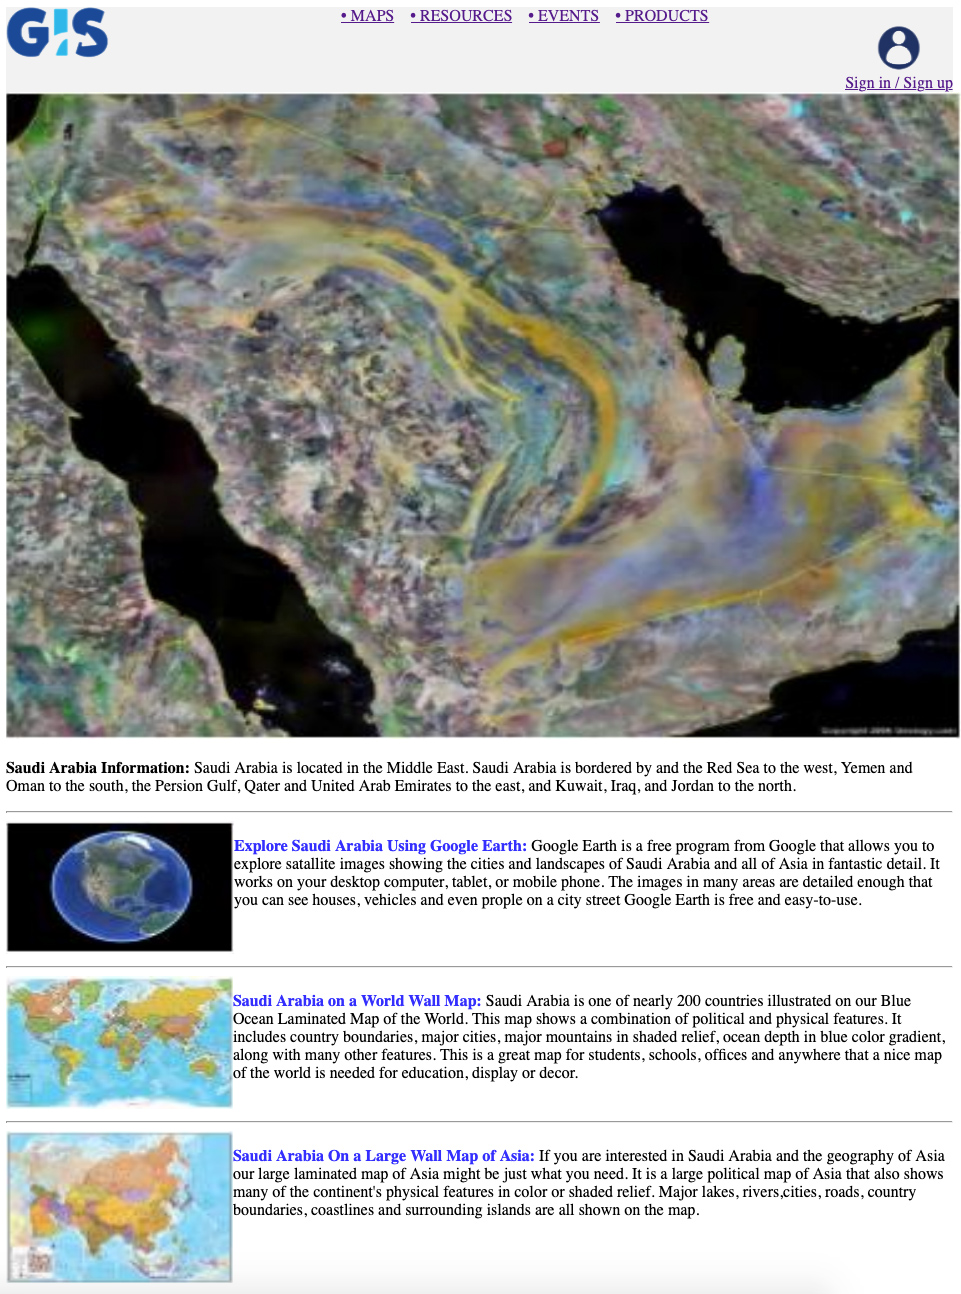 GIS
• MAPS • RESOURCES • EVENTS • PRODUCTS
Sign in / Sign up
Saudi Arabia Information: Saudi Arabia is located in the Middle East. Saudi Arabia is bordered by and the Red Sea to the west, Yemen and
Oman to the south, the Persion Gulf, Qater and United Arab Emirates to the east, and Kuwait, Iraq, and Jordan to the north.
Explore Saudi Arabia Using Google Earth: Google Earth is a free program from Google that allows you to
explore satallite images showing the cities and landscapes of Saudi Arabia and all of Asia in fantastic detail. It
works on your desktop computer, tablet, or mobile phone. The images in many areas are detailed enough that
you can see houses, vehicles and even prople on a city street Google Earth is free and easy-to-use.
Saudi Arabia on a World Wall Map: Saudi Arabia is one of nearly 200 countries illustrated on our Blue
Ocean Laminated Map of the World. This map shows a combination of political and physical features. It
includes country boundaries, major cities, major mountains in shaded relief, ocean depth in blue color gradient,
along with many other features. This is a great map for students, schools, offices and anywhere that a nice map
of the world is needed for education, display or decor.
Saudi Arabia On a Large Wall Map of Asia: If you are interested in Saudi Arabia and the geography of Asia
our large laminated map of Asia might be just what you need. It is a large political map of Asia that also shows
many of the continent's physical features in color or shaded relief. Major lakes, rivers,cities, roads, country
boundaries, coastlines and surrounding islands are all shown on the map.